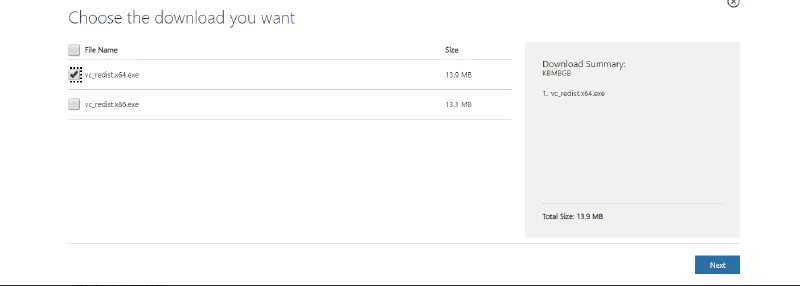 Choose the download you want
File Name Size
vc_redist.x64.exe 13.9 MB
vc_redist.x86.exe 13.1 MB
Download Summary:
KBMBGB
1. vc_redist.x64.exe
Total Size: 13.9 MB
Next